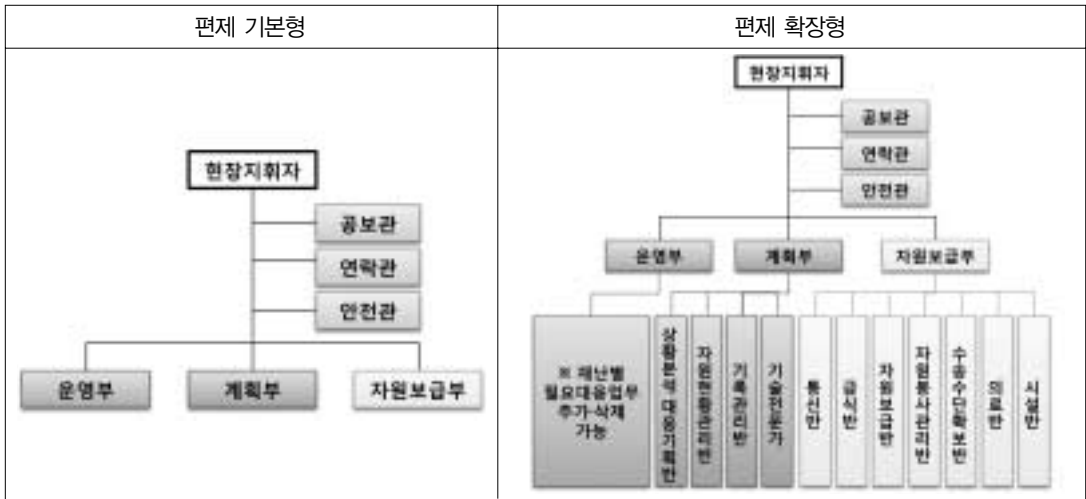 편제 기본형
편제 확장형
현장지휘자
공보관
연락관
안전관
운영부
계획부
자원보급부
현장지휘자
공보관
연락관
안전관
운영부
계획부
자원보급부
※ 재난별
필요대응업무
추가·삭제
가능
상황분석·대응기획반
자원현황관리반
기록관리반
기술전문가
통신반
급식반
자원보급반
자원봉사관리반
수송수단확보반
의료반
시설반